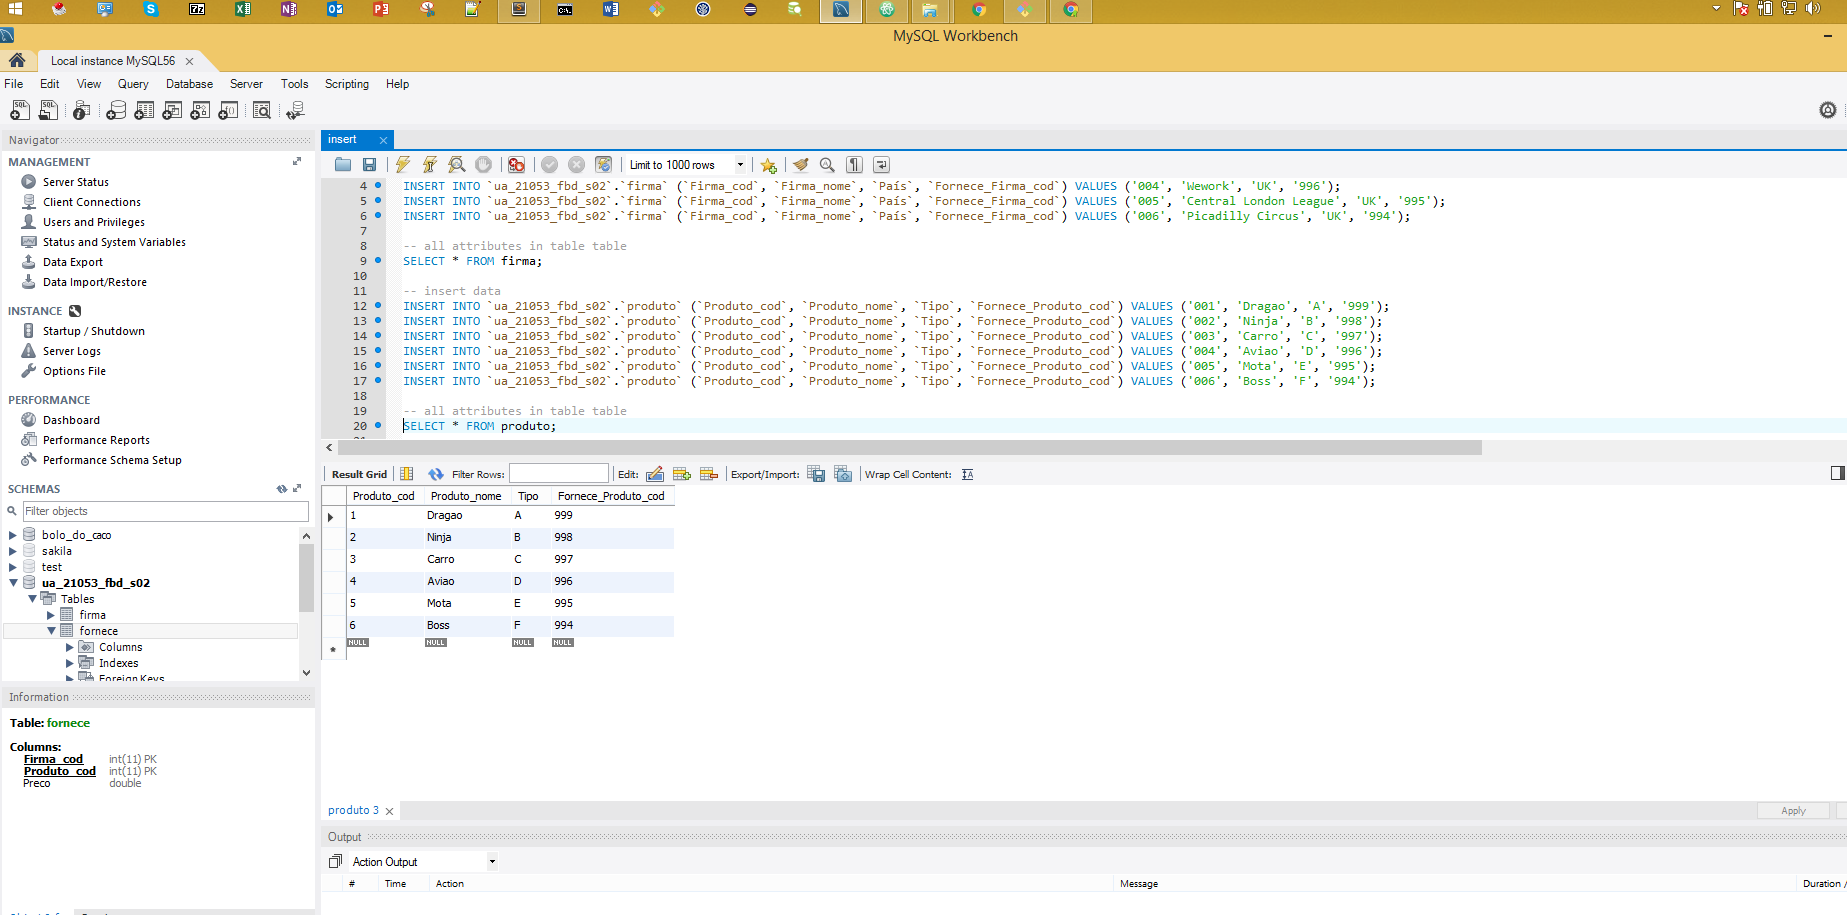 MySQL Workbench
Local instance MySQL56
File Edit View Query Database Server Tools Scripting Help
Navigator
MANAGEMENT
Server Status
Client Connections
Users and Privileges
Status and System Variables
Data Export
Data Import/Restore
INSTANCE
Startup / Shutdown
Server Logs
Options File
PERFORMANCE
Dashboard
Performance Reports
Performance Schema Setup
SCHEMAS
Filter objects
bolo_do_caco
sakila
test
ua_21053_fbd_s02
Tables
firma
fornece
Columns
Indexes
Foreign Keys
Information
Table: fornece
Columns:
Firma_cod int(11) PK
Produto_cod int(11) PK
Preco double
insert
Limit to 1000 rows
4 INSERT INTO `ua_21053_fbd_s02`.`firma` (`Firma_cod`, `Firma_nome`, `País`, `Fornece_Firma_cod`) VALUES ('004', 'Wework', 'UK', '996');
5 INSERT INTO `ua_21053_fbd_s02`.`firma` (`Firma_cod`, `Firma_nome`, `País`, `Fornece_Firma_cod`) VALUES ('005', 'Central London League', 'UK', '995');
6 INSERT INTO `ua_21053_fbd_s02`.`firma` (`Firma_cod`, `Firma_nome`, `País`, `Fornece_Firma_cod`) VALUES ('006', 'Picadilly Circus', 'UK', '994');
7
8 -- all attributes in table table
9 SELECT * FROM firma;
10
11 -- insert data
12 INSERT INTO `ua_21053_fbd_s02`.`produto` (`Produto_cod`, `Produto_nome`, `Tipo`, `Fornece_Produto_cod`) VALUES ('001', 'Dragao', 'A', '999');
13 INSERT INTO `ua_21053_fbd_s02`.`produto` (`Produto_cod`, `Produto_nome`, `Tipo`, `Fornece_Produto_cod`) VALUES ('002', 'Ninja', 'B', '998');
14 INSERT INTO `ua_21053_fbd_s02`.`produto` (`Produto_cod`, `Produto_nome`, `Tipo`, `Fornece_Produto_cod`) VALUES ('003', 'Carro', 'C', '997');
15 INSERT INTO `ua_21053_fbd_s02`.`produto` (`Produto_cod`, `Produto_nome`, `Tipo`, `Fornece_Produto_cod`) VALUES ('004', 'Aviao', 'D', '996');
16 INSERT INTO `ua_21053_fbd_s02`.`produto` (`Produto_cod`, `Produto_nome`, `Tipo`, `Fornece_Produto_cod`) VALUES ('005', 'Mota', 'E', '995');
17 INSERT INTO `ua_21053_fbd_s02`.`produto` (`Produto_cod`, `Produto_nome`, `Tipo`, `Fornece_Produto_cod`) VALUES ('006', 'Boss', 'F', '994');
18
19 -- all attributes in table table
20 SELECT * FROM produto;
Result Grid Filter Rows: Edit: Export/Import: Wrap Cell Content:
Produto_cod Produto_nome Tipo Fornece_Produto_cod
1 Dragao A 999
2 Ninja B 998
3 Carro C 997
4 Aviao D 996
5 Mota E 995
6 Boss F 994
NULL NULL NULL NULL
produto 3
Apply
Output
Action Output
# Time Action Message Duration /